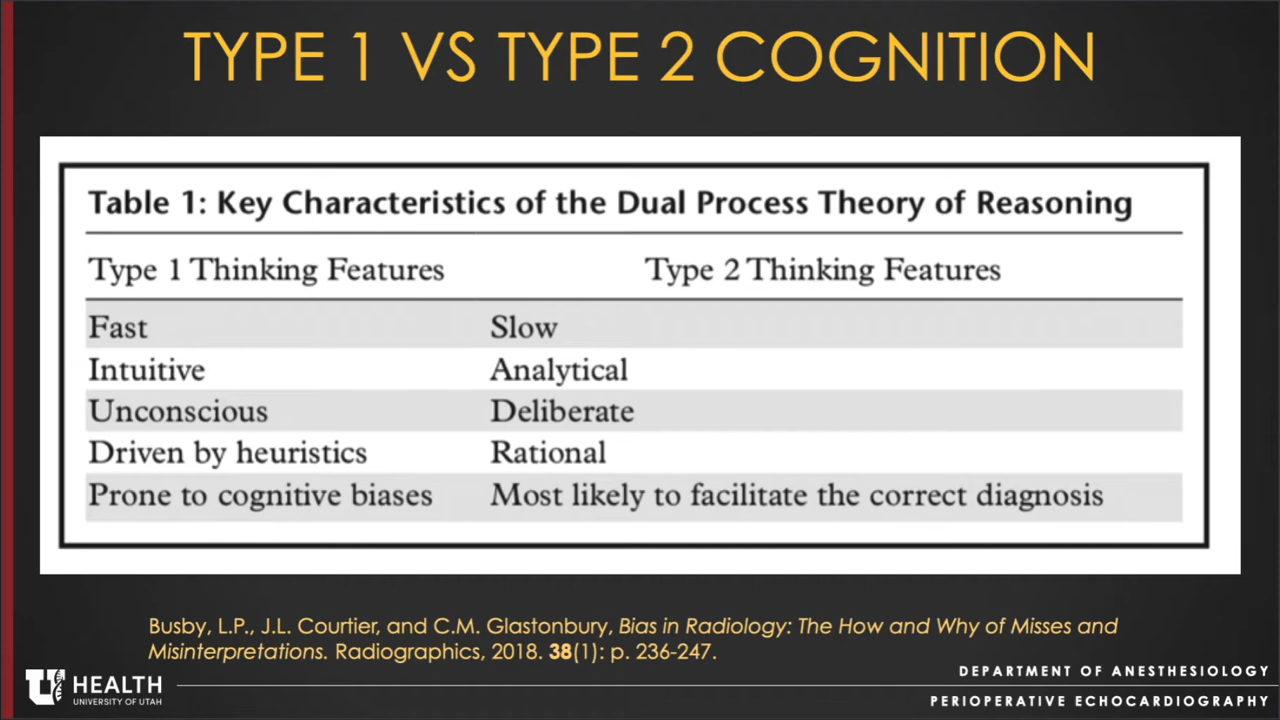 TYPE 1 VS TYPE 2 COGNITION
Table 1: Key Characteristics of the Dual Process Theory of Reasoning
Type 1 Thinking Features Type 2 Thinking Features
Fast Slow
Intuitive Analytical
Unconscious Deliberate
Driven by heuristics Rational
Prone to cognitive biases Most likely to facilitate the correct diagnosis
Busby, L.P., J.L. Courtier, and C.M. Glastonbury, Bias in Radiology: The How and Why of Misses and
Misinterpretations. Radiographics, 2018. 38(1): p. 236-247.
U HEALTH
UNIVERSITY OF UTAH
DEPARTMENT OF ANESTHESIOLOGY
PERIOPERATIVE ECHOCARDIOGRAPHY